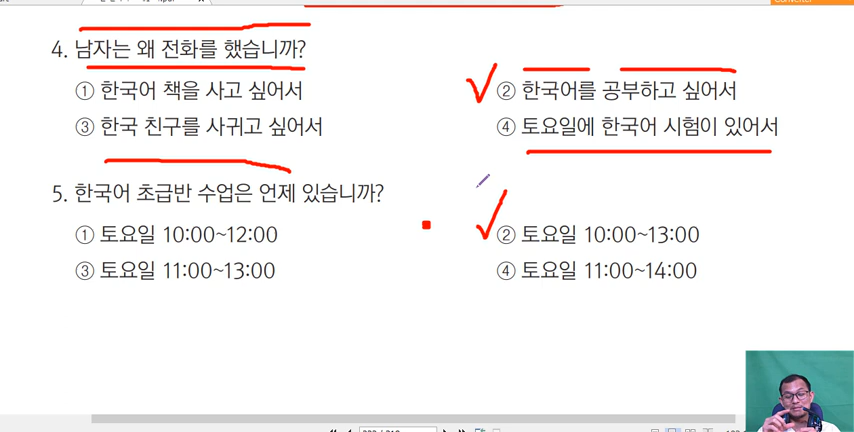 Converter
4. 남자는 왜 전화를 했습니까?
① 한국어 책을 사고 싶어서
② 한국어를 공부하고 싶어서
③ 한국 친구를 사귀고 싶어서
④ 토요일에 한국어 시험이 있어서
5. 한국어 초급반 수업은 언제 있습니까?
① 토요일 10:00~12:00
② 토요일 10:00~13:00
③ 토요일 11:00~13:00
④ 토요일 11:00~14:00